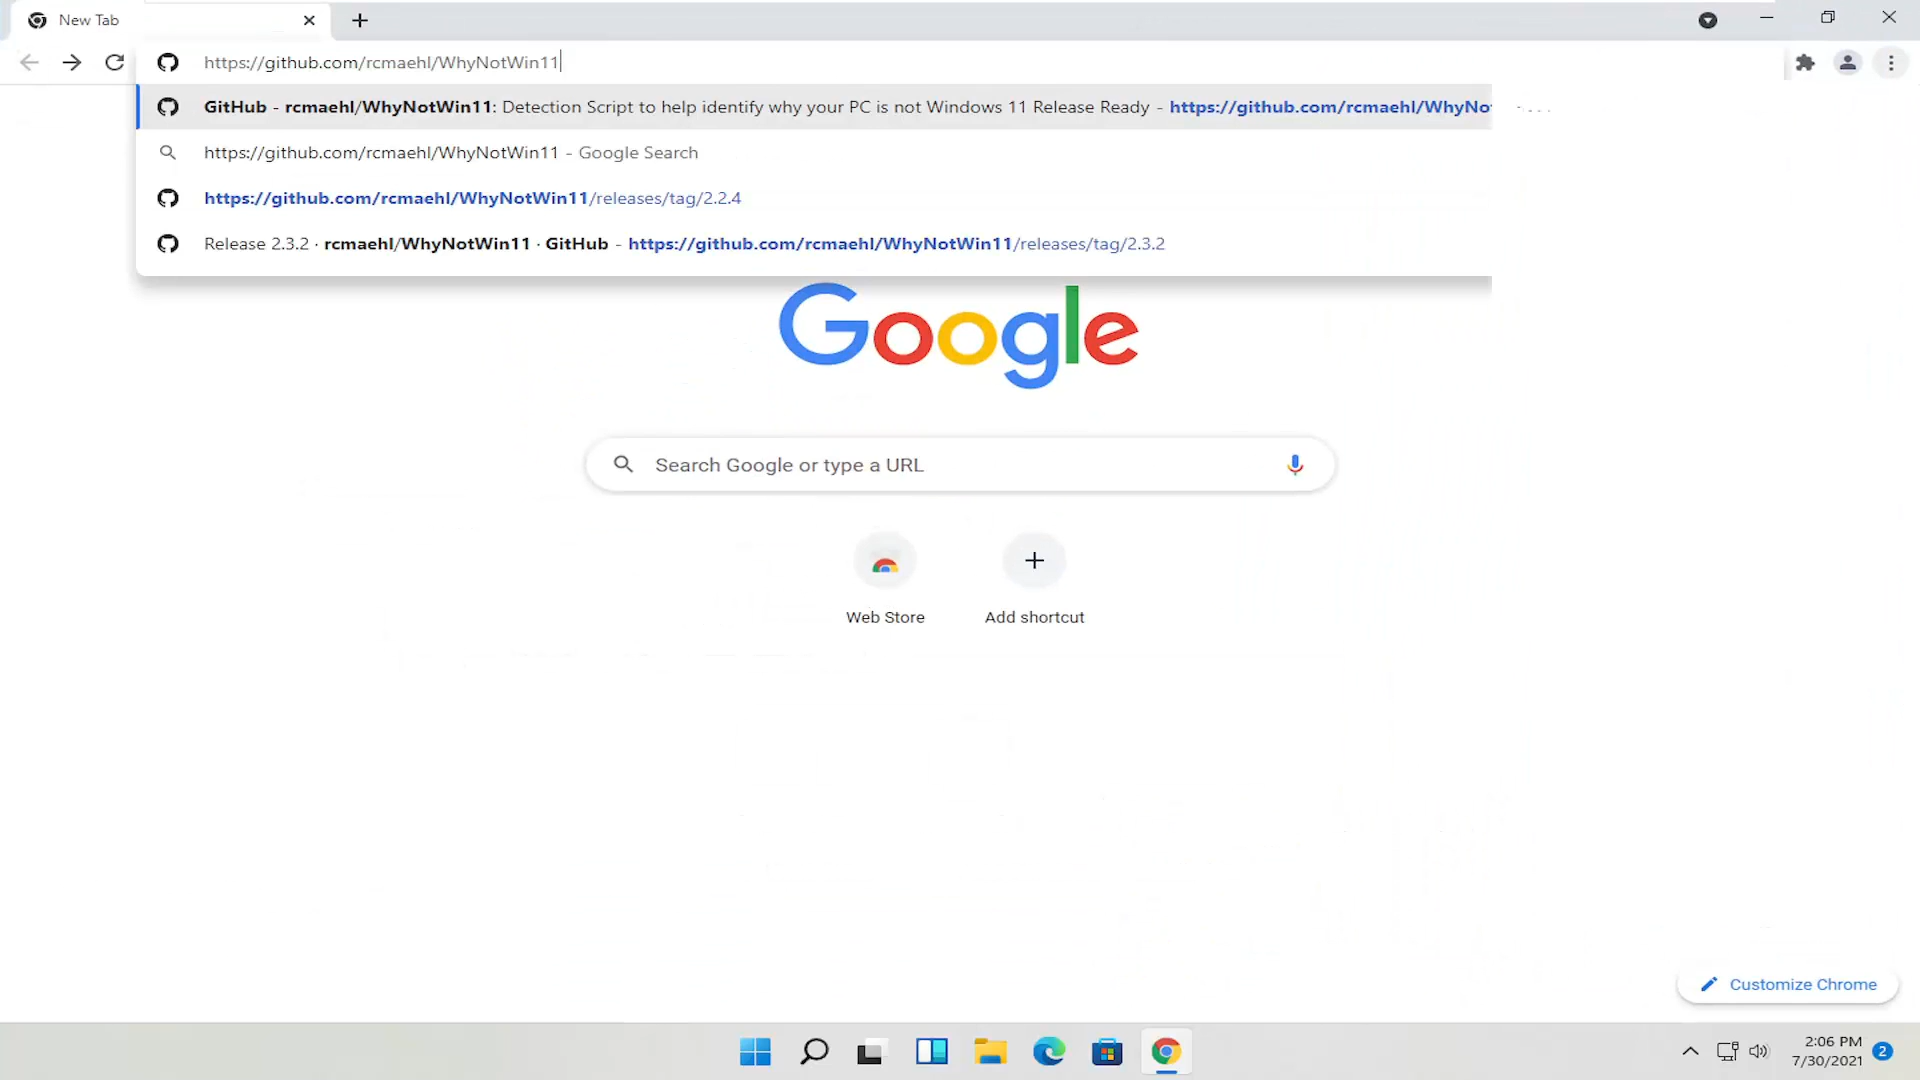 New Tab
https://github.com/rcmaehl/WhyNotWin11
GitHub - rcmaehl/WhyNotWin11: Detection Script to help identify why your PC is not Windows 11 Release Ready - https://github.com/rcmaehl/WhyNo
https://github.com/rcmaehl/WhyNotWin11 - Google Search
https://github.com/rcmaehl/WhyNotWin11/releases/tag/2.2.4
Release 2.3.2 · rcmaehl/WhyNotWin11 · GitHub - https://github.com/rcmaehl/WhyNotWin11/releases/tag/2.3.2
Google
Search Google or type a URL
Web Store
Add shortcut
Customize Chrome
2:06 PM
7/30/2021
2